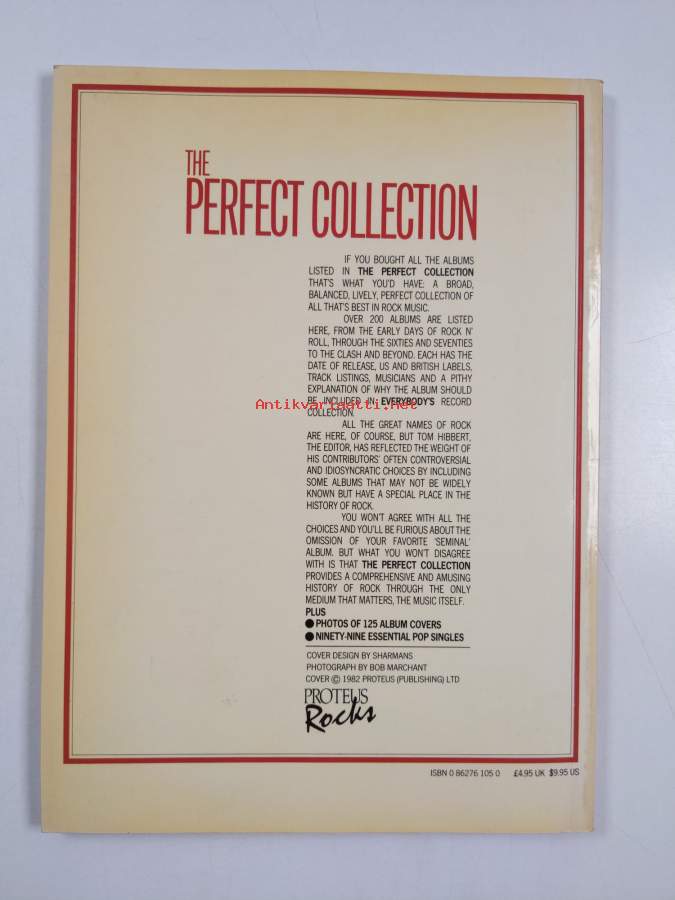 THE
PERFECT COLLECTION
IF YOU BOUGHT ALL THE ALBUMS
LISTED IN THE PERFECT COLLECTION
THAT'S WHAT YOU'D HAVE: A BROAD,
BALANCED, LIVELY, PERFECT COLLECTION OF
ALL THAT'S BEST IN ROCK MUSIC.
OVER 200 ALBUMS ARE LISTED
HERE, FROM THE EARLY DAYS OF ROCK N'
ROLL, THROUGH THE SIXTIES AND SEVENTIES
TO THE CLASH AND BEYOND. EACH HAS THE
DATE OF RELEASE, US AND BRITISH LABELS,
TRACK LISTINGS, MUSICIANS AND A PITHY
EXPLANATION OF WHY THE ALBUM SHOULD
BE INCLUDED IN EVERYBODY'S RECORD
Antikvariaatti.net
COLLECTION.
ALL THE GREAT NAMES OF ROCK
ARE HERE, OF COURSE, BUT TOM HIBBERT,
THE EDITOR, HAS REFLECTED THE WEIGHT OF
HIS CONTRIBUTORS' OFTEN CONTROVERSIAL
AND IDIOSYNCRATIC CHOICES BY INCLUDING
SOME ALBUMS THAT MAY NOT BE WIDELY
KNOWN BUT HAVE A SPECIAL PLACE IN THE
HISTORY OF ROCK.
YOU WON'T AGREE WITH ALL THE
CHOICES AND YOU'LL BE FURIOUS ABOUT THE
OMISSION OF YOUR FAVORITE 'SEMINAL'
ALBUM. BUT WHAT YOU WON'T DISAGREE
WITH IS THAT THE PERFECT COLLECTION
PROVIDES A COMPREHENSIVE AND AMUSING
HISTORY OF ROCK THROUGH THE ONLY
MEDIUM THAT MATTERS, THE MUSIC ITSELF.
PLUS
● PHOTOS OF 125 ALBUM COVERS
● NINETY-NINE ESSENTIAL POP SINGLES
COVER DESIGN BY SHARMANS
PHOTOGRAPH BY BOB MARCHANT
COVER © 1982 PROTEUS (PUBLISHING) LTD
PROTEUS
Rocks
ISBN 0 86276 105 0 £4.95 UK $9.95 US